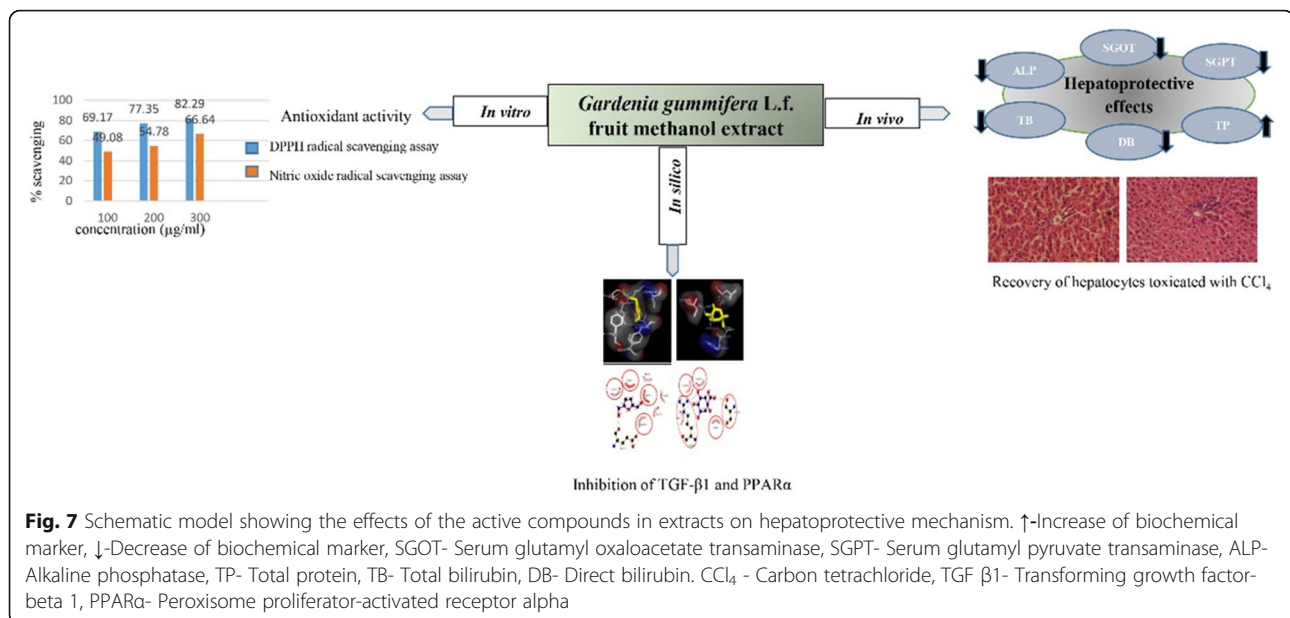 100
80
60
40
20
0
% scavenging
69.17
49.08
77.35
54.78
82.29
66.64
100
200
300
concentration (µg/ml)
Antioxidant activity
DPPH radical scavenging assay
Nitric oxide radical scavenging assay
In vitro
Gardenia gummifera L.f.
fruit methanol extract
In vivo
In silico
SGOT
ALP
SGPT
Hepatoprotective
effects
TB
TP
DB
Recovery of hepatocytes toxicated with CCl₄
Inhibition of TGF-β1 and PPARα
Fig. 7 Schematic model showing the effects of the active compounds in extracts on hepatoprotective mechanism. ↑-Increase of biochemical
marker, ↓-Decrease of biochemical marker, SGOT- Serum glutamyl oxaloacetate transaminase, SGPT- Serum glutamyl pyruvate transaminase, ALP-
Alkaline phosphatase, TP- Total protein, TB- Total bilirubin, DB- Direct bilirubin. CCl₄ - Carbon tetrachloride, TGF β1- Transforming growth factor-
beta 1, PPARα- Peroxisome proliferator-activated receptor alpha